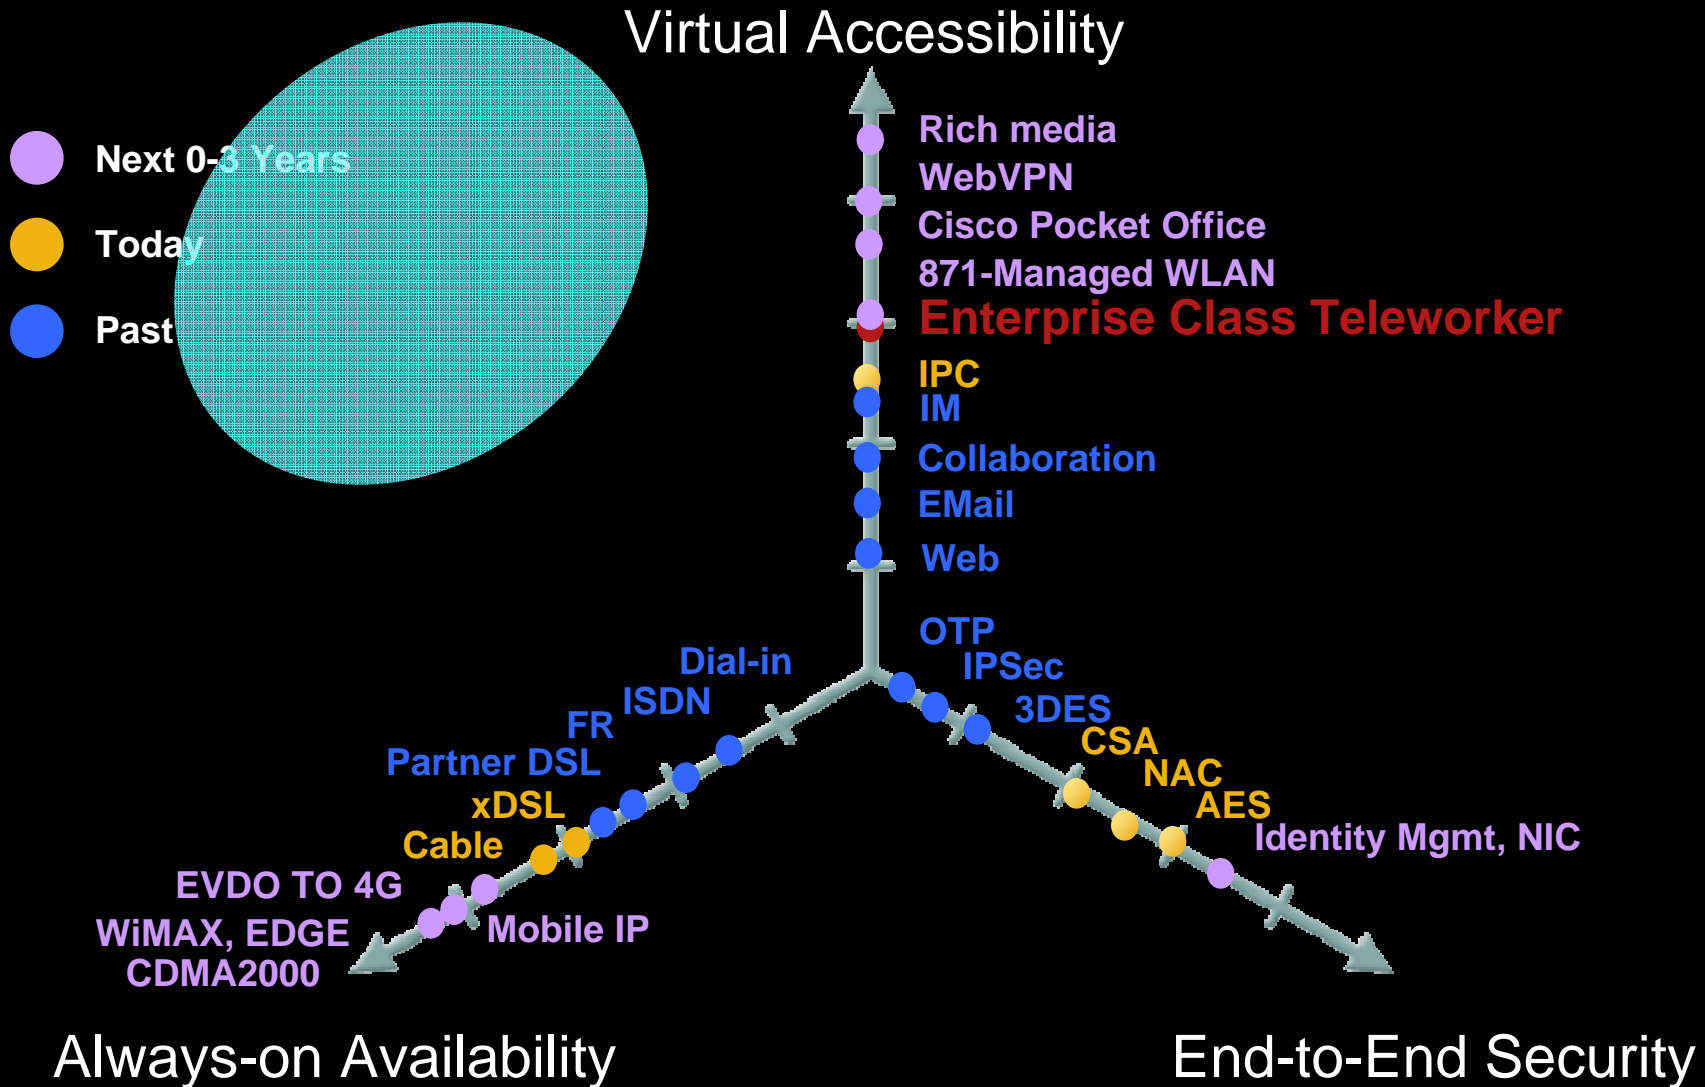 Virtual Accessibility
Next 0-3 Years
Today
Past
Rich media
WebVPN
Cisco Pocket Office
871-Managed WLAN
Enterprise Class Teleworker
IPC
IM
Collaboration
EMail
Web
OTP
IPSec
3DES
CSA
NAC
AES
Identity Mgmt, NIC
Dial-in
ISDN
FR
Partner DSL
xDSL
Cable
EVDO TO 4G
Mobile IP
WiMAX, EDGE
CDMA2000
Always-on Availability
End-to-End Security